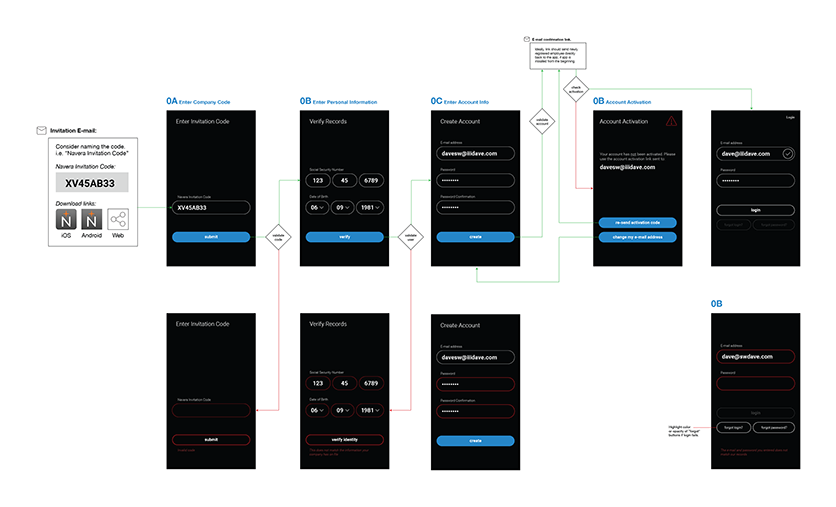 E-mail confirmation link.
Ideally, link should send newly
registered employee directly
back to the app, if app is
installed from the beginning.
check
activation
0A Enter Company Code
0B Enter Personal Information
0C Enter Account Info
0B Account Activation
Invitation E-mail:
Consider naming the code.
i.e. "Navera Invitation Code"
Navera Invitation Code:
XV45AB33
Download links:
N
N
iOS
Android
Web
Enter Invitation Code
Navera Invitation Code
XV45AB33
submit
validate
code
Verify Records
Social Security Number
123
45
6789
Date of Birth
06
09
1981
verify
validate
user
Create Account
E-mail address
davesw@iiidave.com
Password
••••••••
Password Confirmation
••••••••
create
validate
account
Account Activation
Your account has not been activated. Please
use the account activation link sent to
davesw@iiidave.com
re-send activation code
change my e-mail address
Login
E-mail address
dave@iiidave.com
Password
••••••••
login
forgot login?
forgot password?
Enter Invitation Code
Navera Invitation Code
submit
Verify Records
Social Security Number
123
45
6789
Date of Birth
06
09
1981
verify identity
Create Account
E-mail address
davesw@iiidave.com
Password
••••••••
Password Confirmation
••••••••
create
0B
E-mail address
dave@swdave.com
Password
login
forgot login?
forgot password?
Highlight color
or opacity of "forgot"
buttons if login fails.